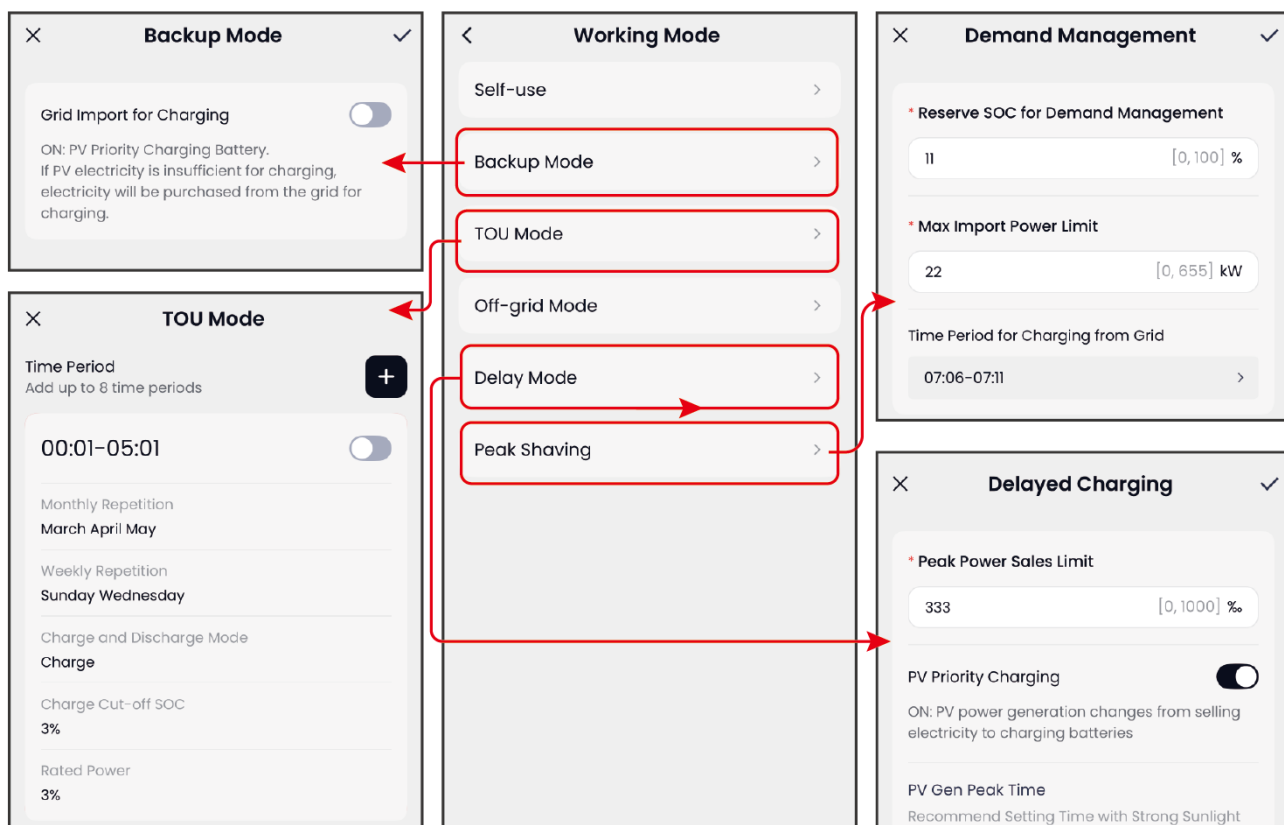 Backup Mode
Grid Import for Charging
ON: PV Priority Charging Battery.
If PV electricity is insufficient for charging,
electricity will be purchased from the grid for
charging.
TOU Mode
Time Period
Add up to 8 time periods
00:01-05:01
Monthly Repetition
March April May
Weekly Repetition
Sunday Wednesday
Charge and Discharge Mode
Charge
Charge Cut-off SOC
3%
Rated Power
3%
Working Mode
Self-use
Backup Mode
TOU Mode
Off-grid Mode
Delay Mode
Peak Shaving
Demand Management
* Reserve SOC for Demand Management
11 [0, 100] %
* Max Import Power Limit
22 [0, 655] kW
Time Period for Charging from Grid
07:06-07:11
Delayed Charging
* Peak Power Sales Limit
333 [0, 1000] ‰
PV Priority Charging
ON: PV power generation changes from selling
electricity to charging batteries
PV Gen Peak Time
Recommend Setting Time with Strong Sunlight